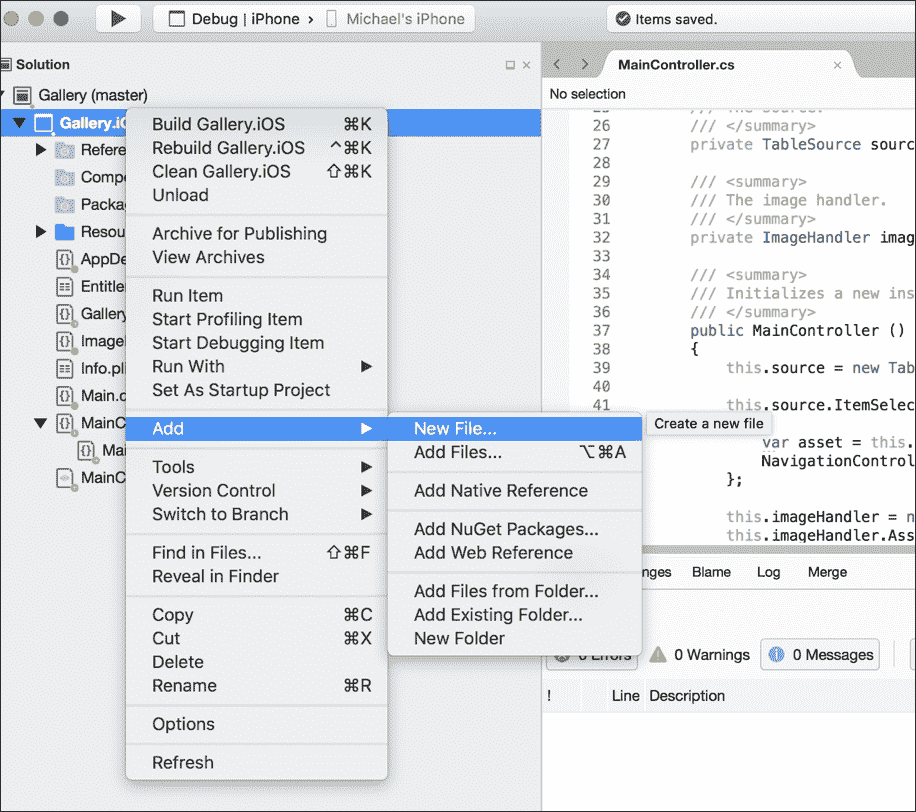 Debug | iPhone › Michael's iPhone
Items saved.
Solution
Gallery (master)
Gallery.iOS
Build Gallery.iOS ⌘K
Rebuild Gallery.iOS ^⌘K
Clean Gallery.iOS ⇧⌘K
Unload
Archive for Publishing
View Archives
Run Item
Start Profiling Item
Start Debugging Item
Run With
Set As Startup Project
Add
Tools
Version Control
Switch to Branch
Find in Files... ⇧⌘F
Reveal in Finder
Copy ⌘C
Cut ⌘X
Delete
Rename ⌘R
Options
Refresh
New File...
Add Files... ⌥⌘A
Add Native Reference
Add NuGet Packages...
Add Web Reference
Add Files from Folder...
Add Existing Folder...
New Folder
Create a new file
Refere
Compo
Packa
Resou
AppDe
Entitle
Gallery
Image
Info.pli
Main.c
MainC
Mai
MainC
MainController.cs
No selection
26 /// </summary>
27 private TableSource sourc
28
29 /// <summary>
30 /// The image handler.
31 /// </summary>
32 private ImageHandler imag
33
34 /// <summary>
35 /// Initializes a new ins
36 /// </summary>
37 public MainController ()
38 {
39 this.source = new Tab
40
41 this.source.ItemSelec
var asset = this.
NavigationControl
};
this.imageHandler = n
this.imageHandler.Ass
nges Blame Log Merge
0 Errors 0 Warnings 0 Messages
! Line Description